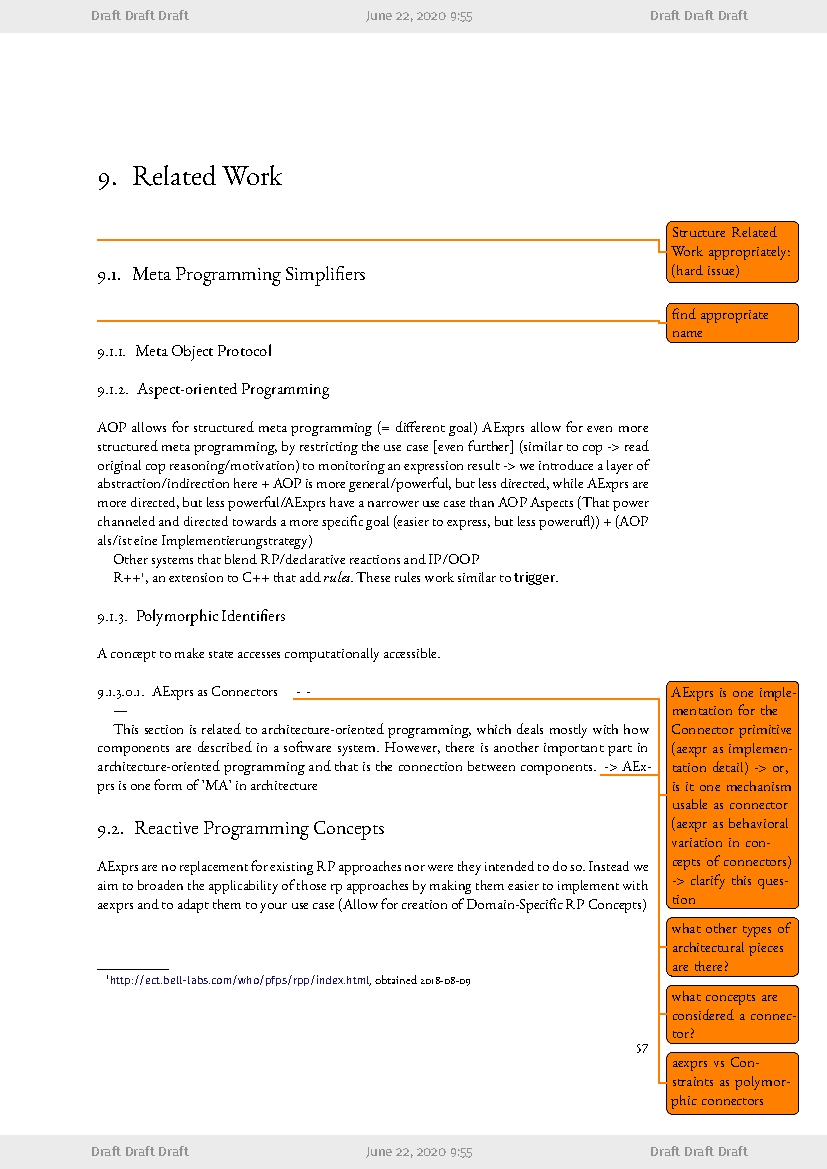 Draft Draft Draft June 22, 2020 9:55 Draft Draft Draft
9. Related Work
Structure Related
Work appropriately:
(hard issue)
9.1. Meta Programming Simplifiers
find appropriate
name
9.1.1. Meta Object Protocol
9.1.2. Aspect-oriented Programming
AOP allows for structured meta programming (= different goal) AExprs allow for even more
structured meta programming, by restricting the use case [even further] (similar to cop -> read
original cop reasoning/motivation) to monitoring an expression result -> we introduce a layer of
abstraction/indirection here + AOP is more general/powerful, but less directed, while AExprs are
more directed, but less powerful/AExprs have a narrower use case than AOP Aspects (That power
channeled and directed towards a more specific goal (easier to express, but less powerufl)) + (AOP
als/ist eine Implementierungstrategy)
Other systems that blend RP/declarative reactions and IP/OOP
R++¹, an extension to C++ that add rules. These rules work similar to trigger.
9.1.3. Polymorphic Identifiers
A concept to make state accesses computationally accessible.
9.1.3.0.1. AExprs as Connectors - -
—
This section is related to architecture-oriented programming, which deals mostly with how
components are described in a software system. However, there is another important part in
architecture-oriented programming and that is the connection between components. -> AEx-
prs is one form of 'MA' in architecture
AExprs is one imple-
mentation for the
Connector primitive
(aexpr as implemen-
tation detail) -> or,
is it one mechanism
usable as connector
(aexpr as behavioral
variation in con-
cepts of connectors)
-> clarify this ques-
tion
what other types of
architectural pieces
are there?
what concepts are
considered a connec-
tor?
aexprs vs Con-
straints as polymor-
phic connectors
9.2. Reactive Programming Concepts
AExprs are no replacement for existing RP approaches nor were they intended to do so. Instead we
aim to broaden the applicability of those rp approaches by making them easier to implement with
aexprs and to adapt them to your use case (Allow for creation of Domain-Specific RP Concepts)
¹http://ect.bell-labs.com/who/pfps/rpp/index.html, obtained 2018-08-09
57
Draft Draft Draft June 22, 2020 9:55 Draft Draft Draft